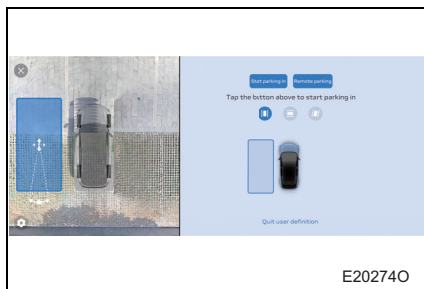 Start parking in Remote parking
Tap the button above to start parking in
Quit user definition
E20274O